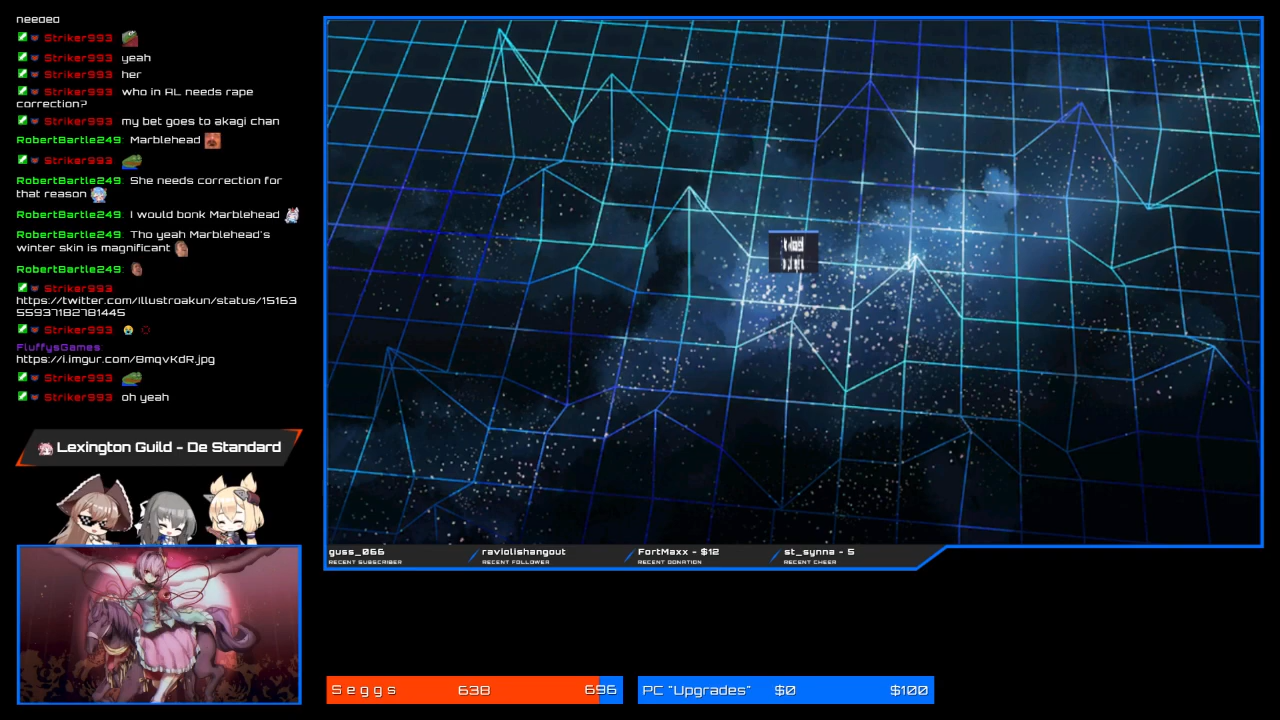 needed
Striker993
Striker993 yeah
Striker993 her
Striker993 who in AL needs rape
correction?
Striker993 my bet goes to akagi chan
RobertBartle249: Marblehead
Striker993
RobertBartle249: She needs correction for
that reason
RobertBartle249: I would bonk Marblehead
RobertBartle249: Tho yeah Marblehead's
winter skin is magnificant
RobertBartle249:
Striker993
https://twitter.com/Illustroakun/status/15163
55937182781445
Striker993
FluffysGames:
https://i.imgur.com/8mqvKdR.jpg
Striker993
Striker993 oh yeah
Lexington Guild - De Standard
guss_066
RECENT SUBSCRIBER
raviolishangout
RECENT FOLLOWER
FortMaxx - $12
RECENT DONATION
st_synna - 5
RECENT CHEER
S e g g s 638 696
PC "Upgrades" $0 $100